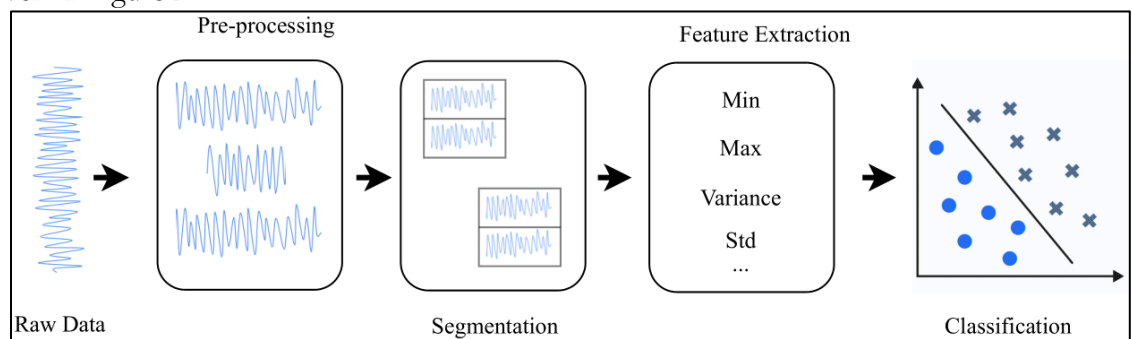 Pre-processing
Feature Extraction
Min
Max
Variance
Std
...
Raw Data
Segmentation
Classification